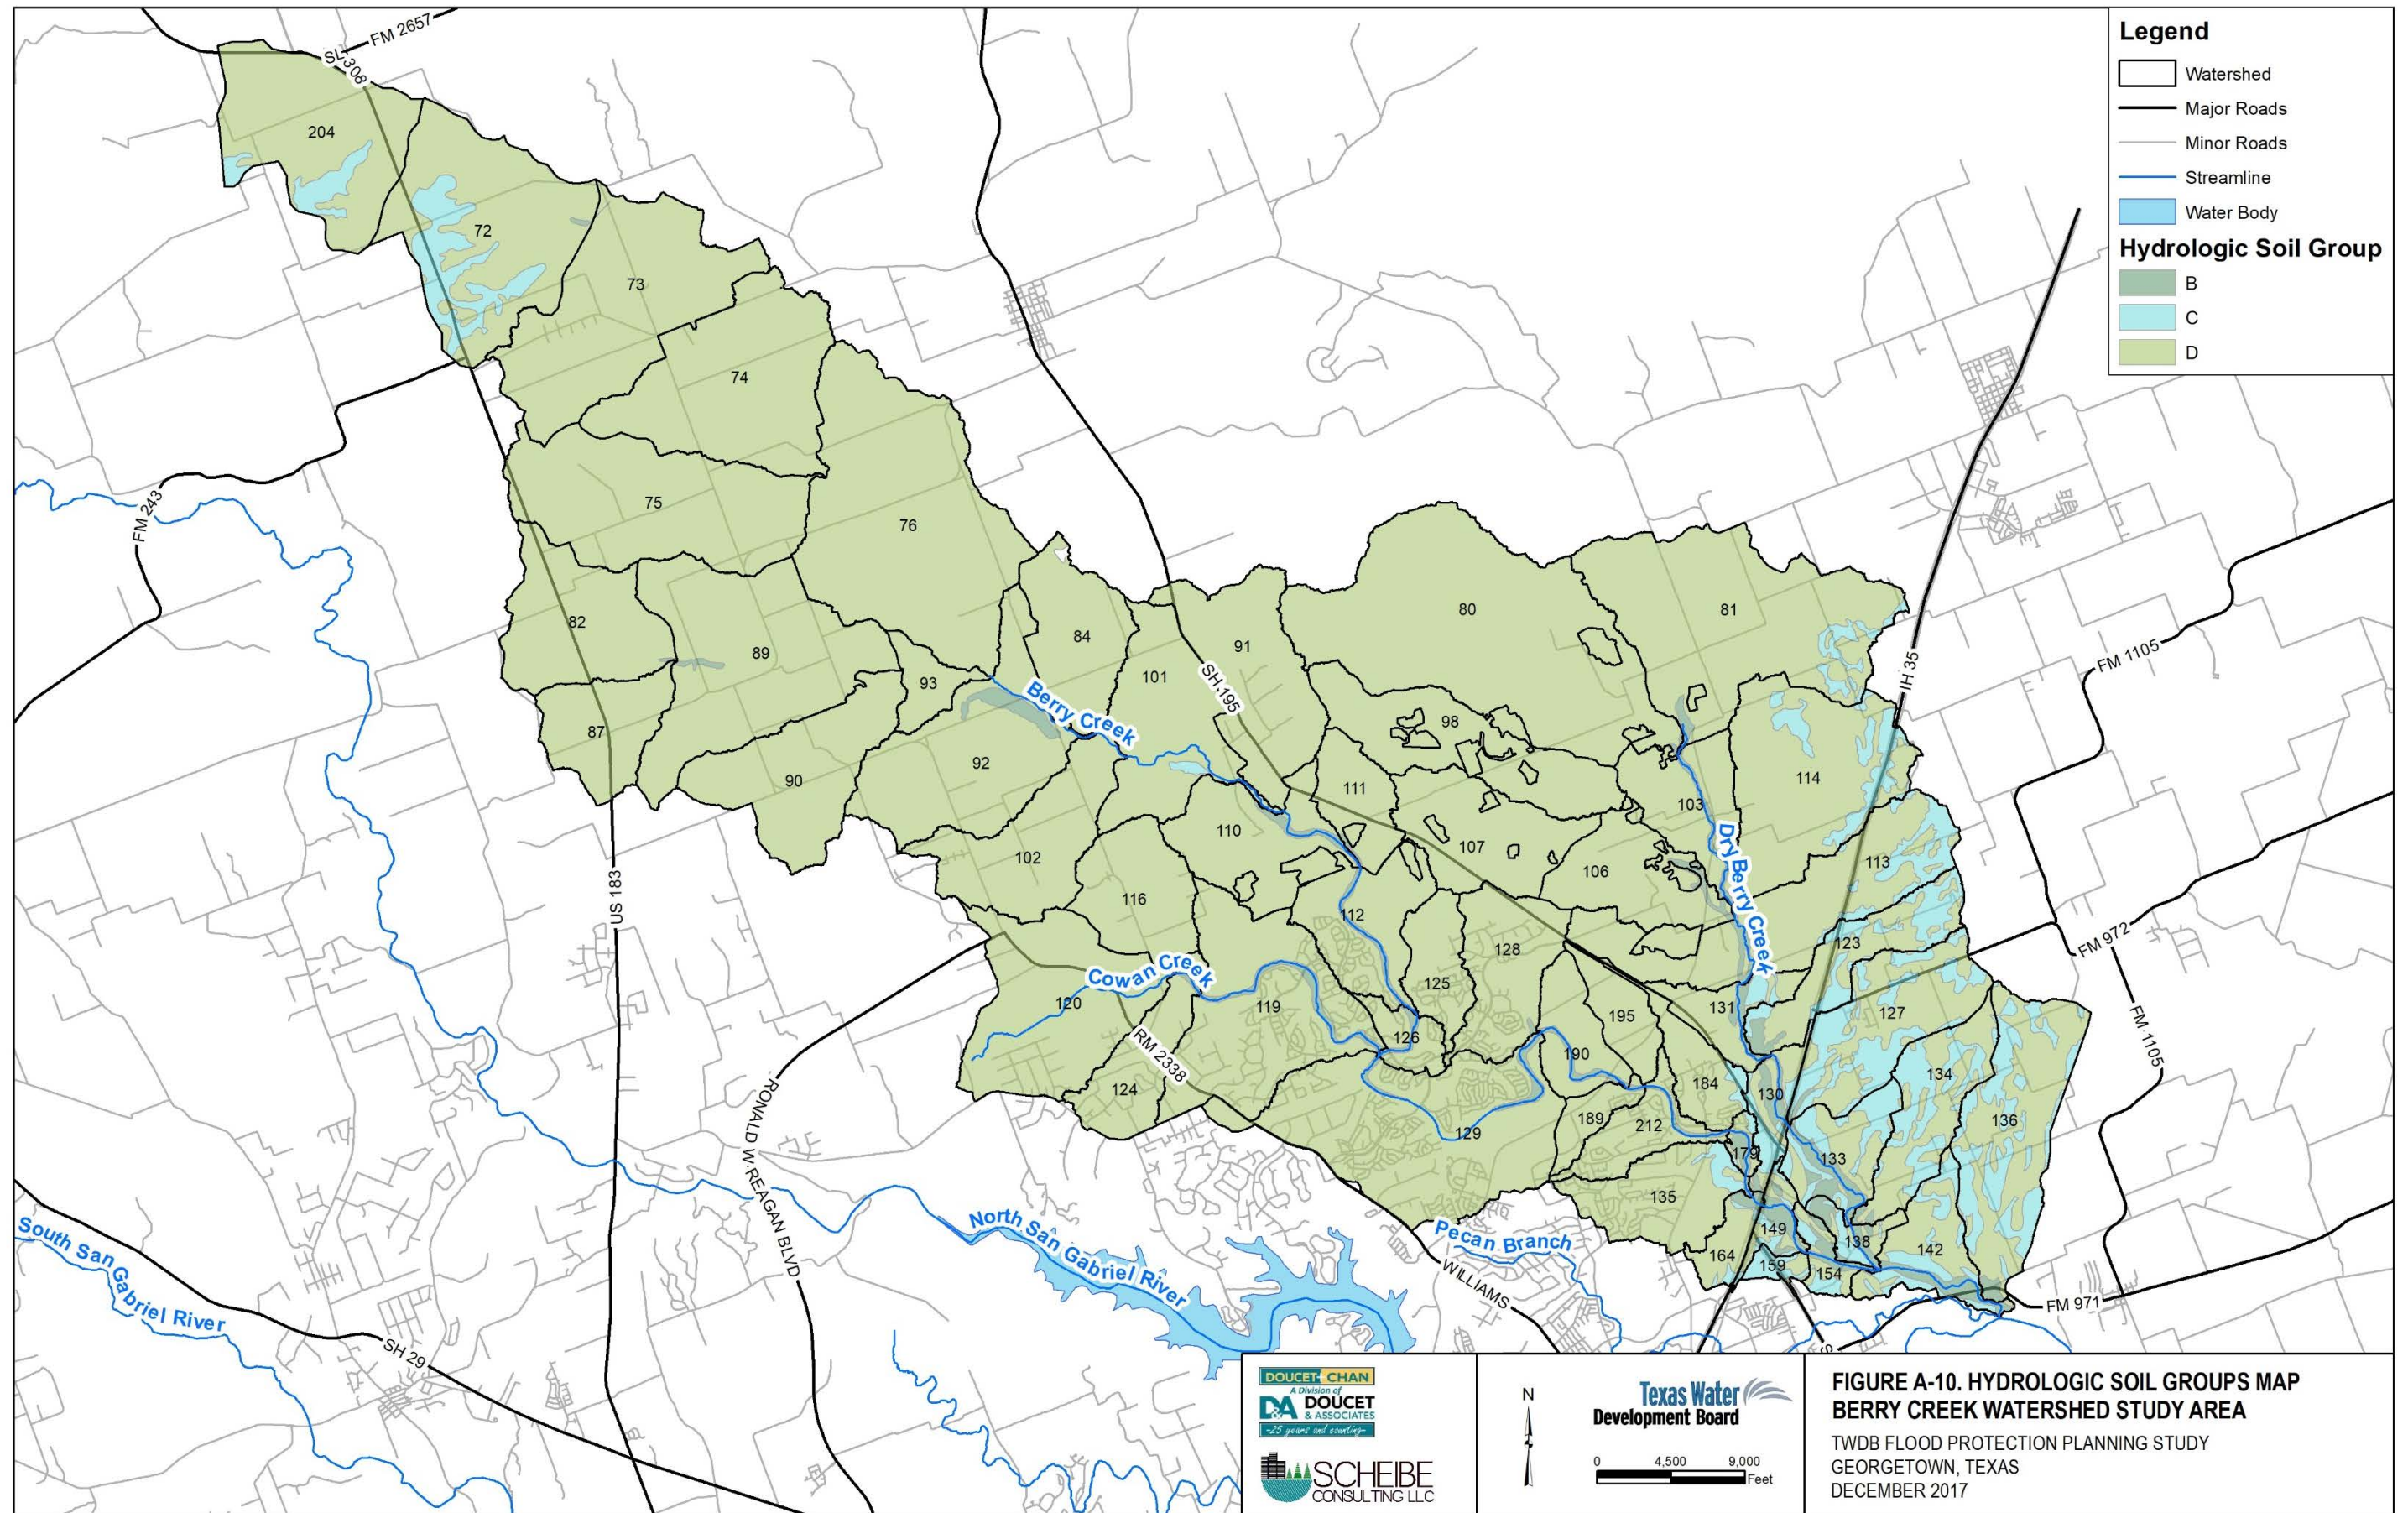 Legend
Watershed
Major Roads
Minor Roads
Streamline
Water Body
Hydrologic Soil Group
B
C
D
FM 2657
SL 308
204
72
73
74
75
76
82
87
89
90
93
92
84
101
91
80
81
98
111
103
114
107
106
110
102
116
112
113
123
128
125
119
120
124
126
131
195
127
190
184
130
134
136
189
212
129
179
133
135
149
138
142
164
159
154
FM 243
US 183
SH 195
IH 35
FM 1105
FM 972
FM 1105
FM 971
RM 2338
RONALD W REAGAN BLVD
WILLIAMS
SH 29
Berry Creek
Dry Berry Creek
Cowan Creek
North San Gabriel River
South San Gabriel River
Pecan Branch
DOUCET+CHAN
A Division of
D&A DOUCET
& ASSOCIATES
-25 years and counting-
SCHEIBE
CONSULTING LLC
N
Texas Water
Development Board
0 4,500 9,000
Feet
FIGURE A-10. HYDROLOGIC SOIL GROUPS MAP
BERRY CREEK WATERSHED STUDY AREA
TWDB FLOOD PROTECTION PLANNING STUDY
GEORGETOWN, TEXAS
DECEMBER 2017